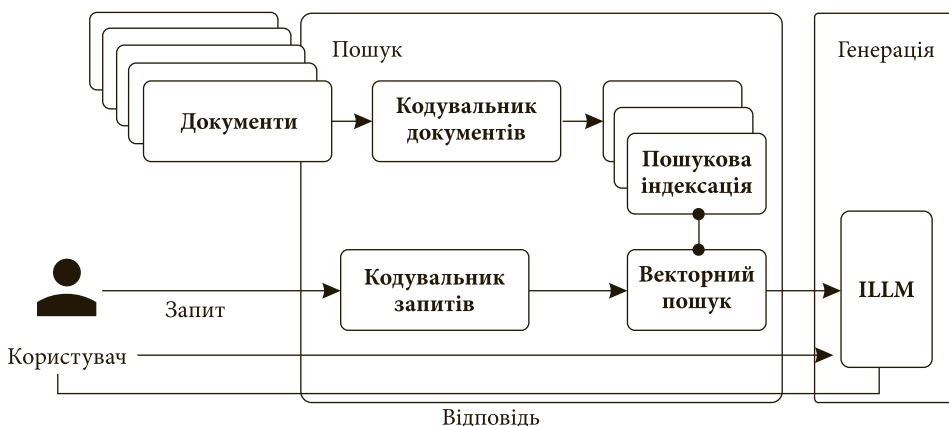 Пошук
Генерація
Документи
Кодувальник
документів
Пошукова
індексація
Кодувальник
запитів
Векторний
пошук
ILLM
Запит
Користувач
Відповідь